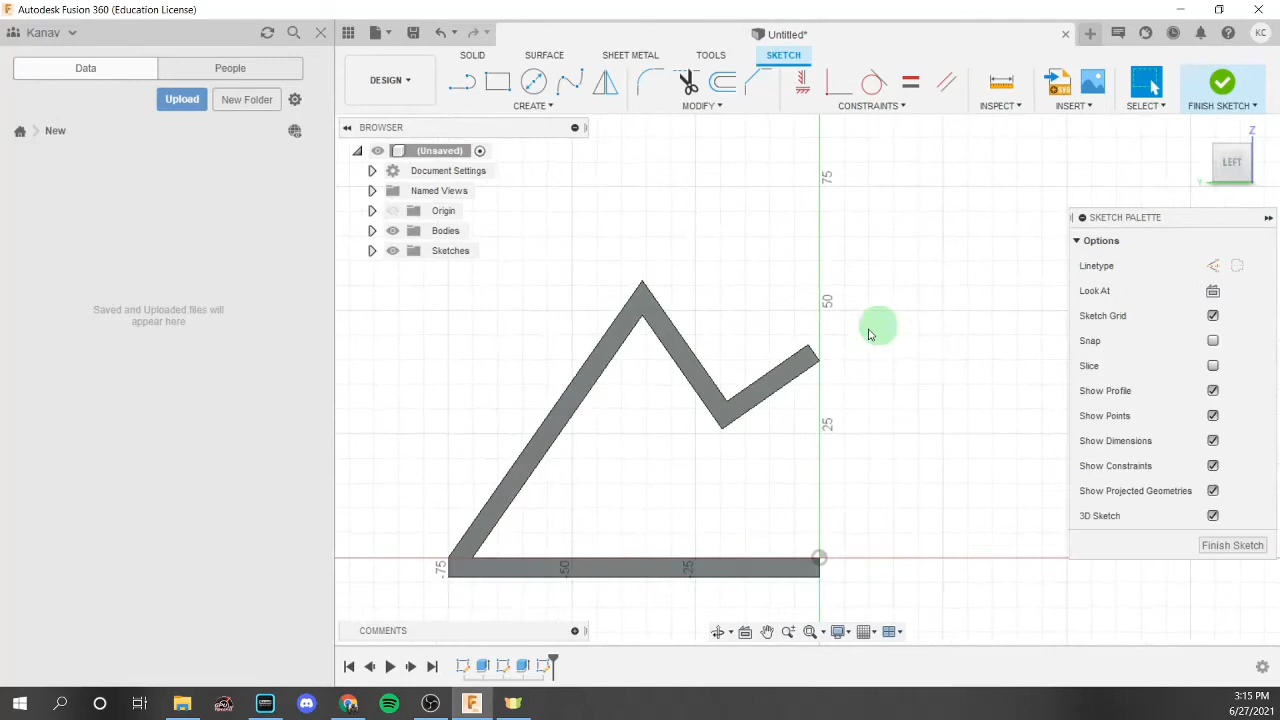 Autodesk Fusion 360 (Education License)
Kanav
Untitled*
KC
Data
People
Upload
New Folder
New
Saved and Uploaded files will
appear here
DESIGN
SOLID
SURFACE
SHEET METAL
TOOLS
SKETCH
CREATE
MODIFY
CONSTRAINTS
INSPECT
INSERT
SELECT
FINISH SKETCH
BROWSER
(Unsaved)
Document Settings
Named Views
Origin
Bodies
Sketches
Z
LEFT
Y
75
50
25
-75
-50
-25
SKETCH PALETTE
Options
Linetype
Look At
Sketch Grid
Snap
Slice
Show Profile
Show Points
Show Dimensions
Show Constraints
Show Projected Geometries
3D Sketch
Finish Sketch
COMMENTS
3:15 PM
6/27/2021